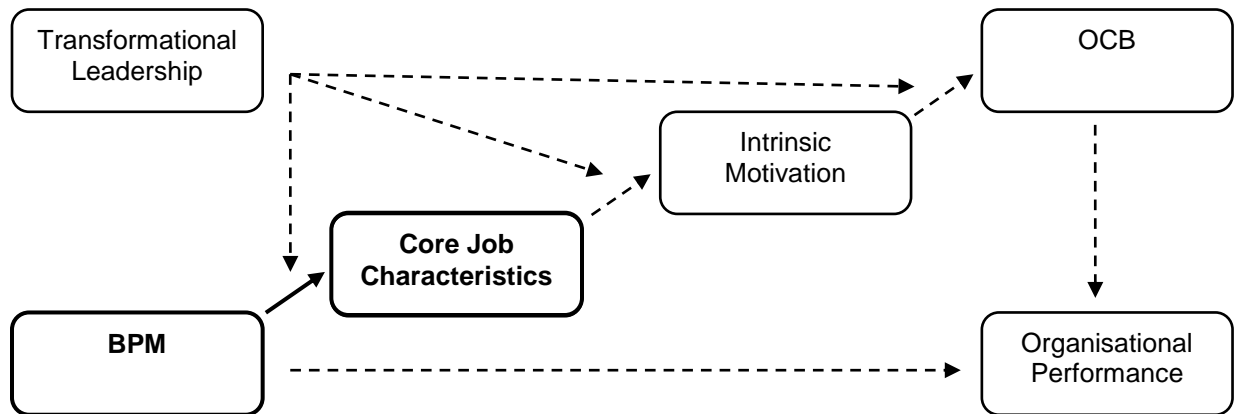 Transformational
Leadership
OCB
Intrinsic
Motivation
Core Job
Characteristics
BPM
Organisational
Performance